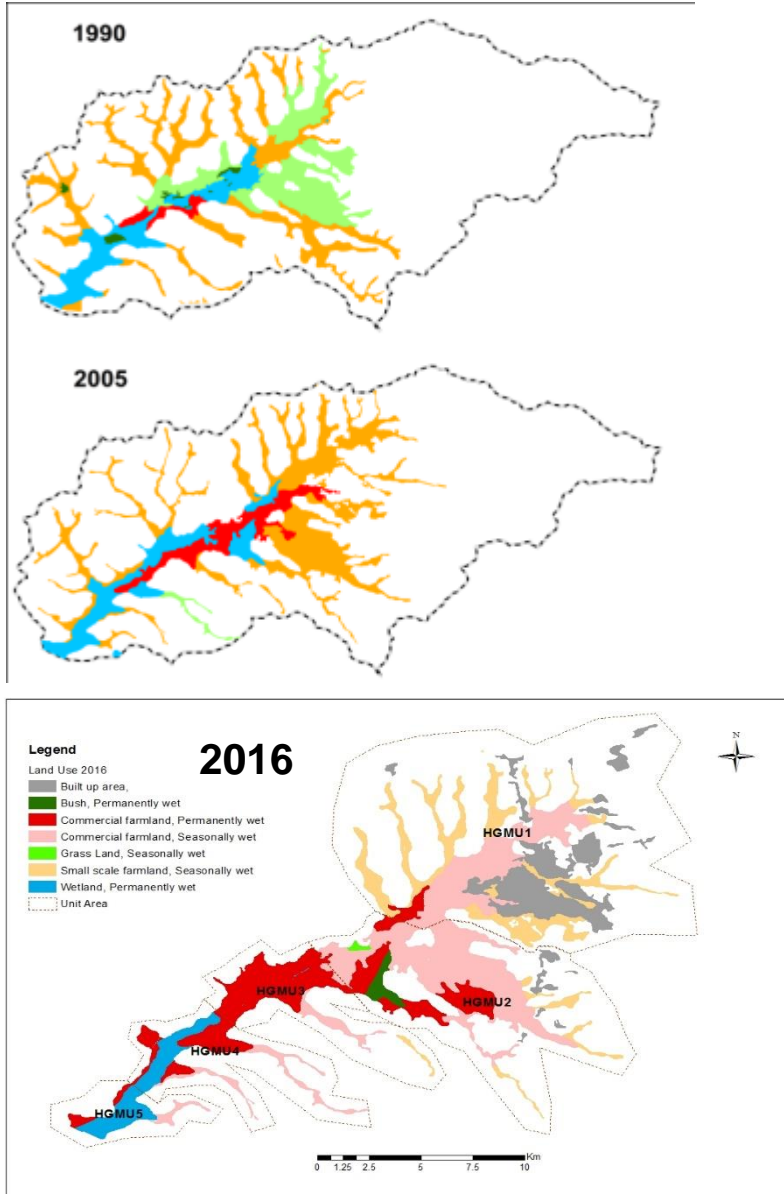 1990
2005
2016
Legend
Land Use 2016
Built up area,
Bush, Permanently wet
Commercial farmland, Permanently wet
Commercial farmland, Seasonally wet
Grass Land, Seasonally wet
Small scale farmland, Seasonally wet
Wetland, Permanently wet
Unit Area
N
HGMU1
HGMU2
HGMU3
HGMU4
HGMU5
Km
0 1.25 2.5 5 7.5 10